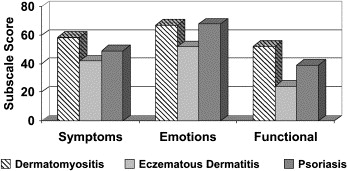 80
60
40
20
0
Subscale Score
Symptoms Emotions Functional
Dermatomyositis Eczematous Dermatitis Psoriasis